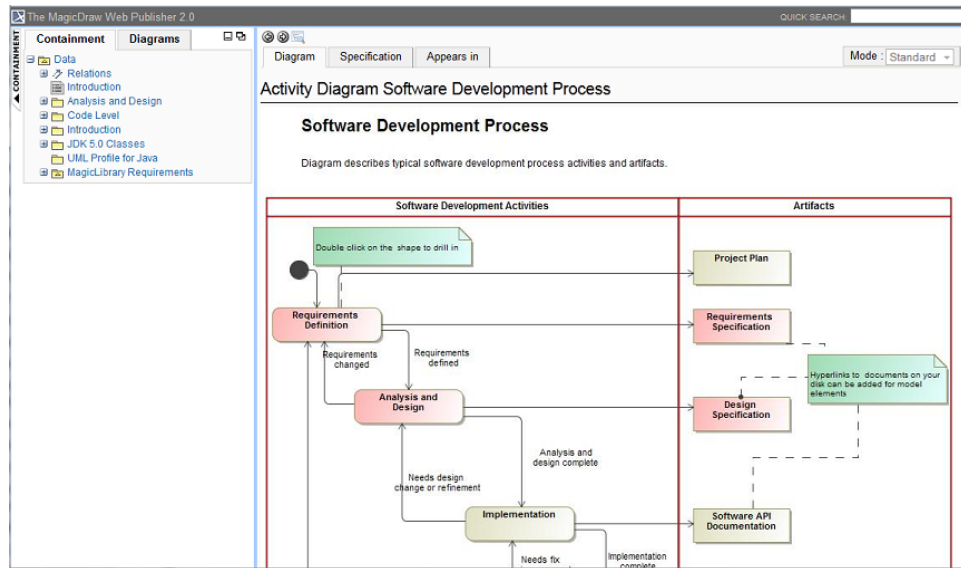 The MagicDraw Web Publisher 2.0
QUICK SEARCH:
CONTAINMENT
Containment
Diagrams
Data
Relations
Introduction
Analysis and Design
Code Level
Introduction
JDK 5.0 Classes
UML Profile for Java
MagicLibrary Requirements
Diagram
Specification
Appears in
Mode :
Standard
Activity Diagram Software Development Process
Software Development Process
Diagram describes typical software development process activities and artifacts.
Software Development Activities
Artifacts
Double click on the shape to drill in
Project Plan
Requirements
Definition
Requirements
Specification
Requirements
changed
Requirements
defined
Hyperlinks to documents on your
disk can be added for model
elements
Analysis and
Design
Design
Specification
Analysis and
design complete
Needs design
change or refinement
Implementation
Software API
Documentation
Needs fix
Implementation
complete